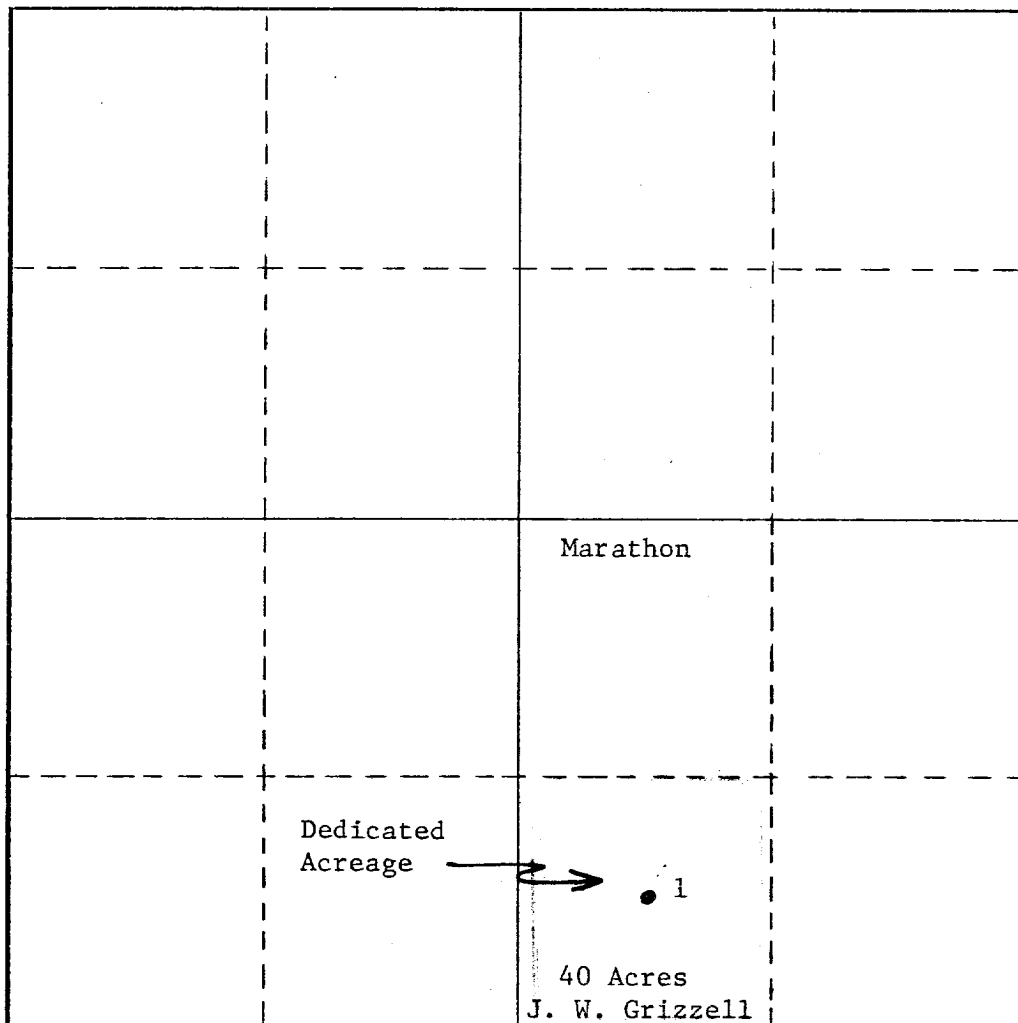 Marathon
Dedicated
Acreage
1
40 Acres
J. W. Grizzell